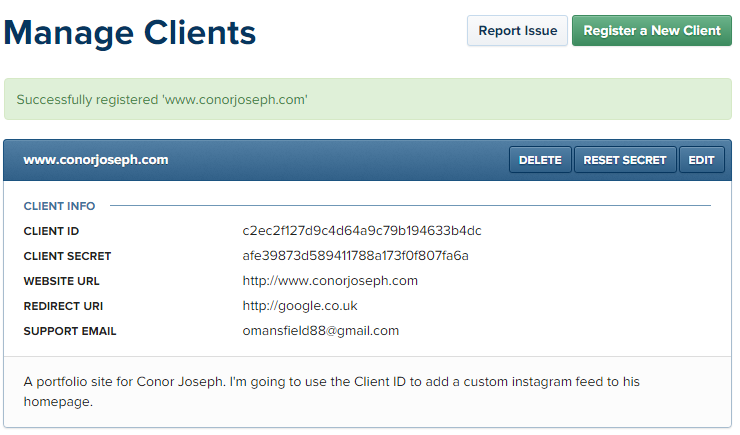 Manage Clients
Report Issue
Register a New Client
Successfully registered 'www.conorjoseph.com'
www.conorjoseph.com
DELETE
RESET SECRET
EDIT
CLIENT INFO
CLIENT ID c2ec2f127d9c4d64a9c79b194633b4dc
CLIENT SECRET afe39873d589411788a173f0f807fa6a
WEBSITE URL http://www.conorjoseph.com
REDIRECT URI http://google.co.uk
SUPPORT EMAIL omansfield88@gmail.com
A portfolio site for Conor Joseph. I'm going to use the Client ID to add a custom instagram feed to his
homepage.